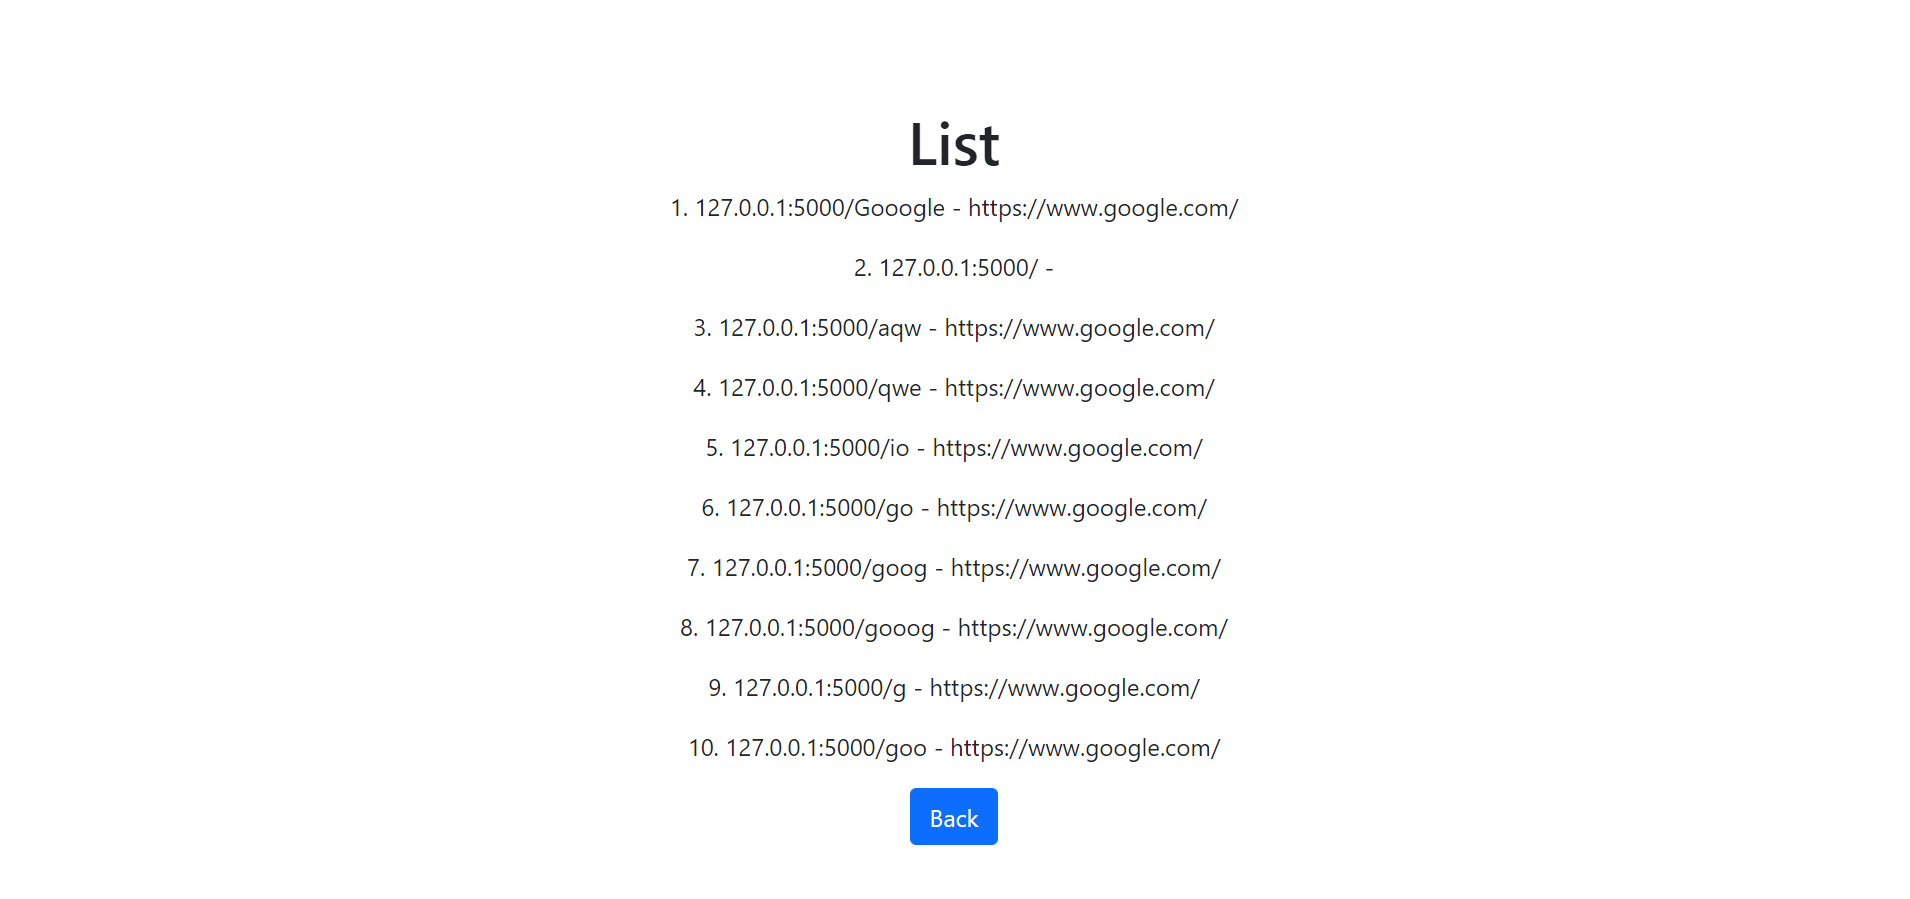 List
1. 127.0.0.1:5000/Gooogle - https://www.google.com/
2. 127.0.0.1:5000/ -
3. 127.0.0.1:5000/aqw - https://www.google.com/
4. 127.0.0.1:5000/qwe - https://www.google.com/
5. 127.0.0.1:5000/io - https://www.google.com/
6. 127.0.0.1:5000/go - https://www.google.com/
7. 127.0.0.1:5000/goog - https://www.google.com/
8. 127.0.0.1:5000/gooog - https://www.google.com/
9. 127.0.0.1:5000/g - https://www.google.com/
10. 127.0.0.1:5000/goo - https://www.google.com/
Back